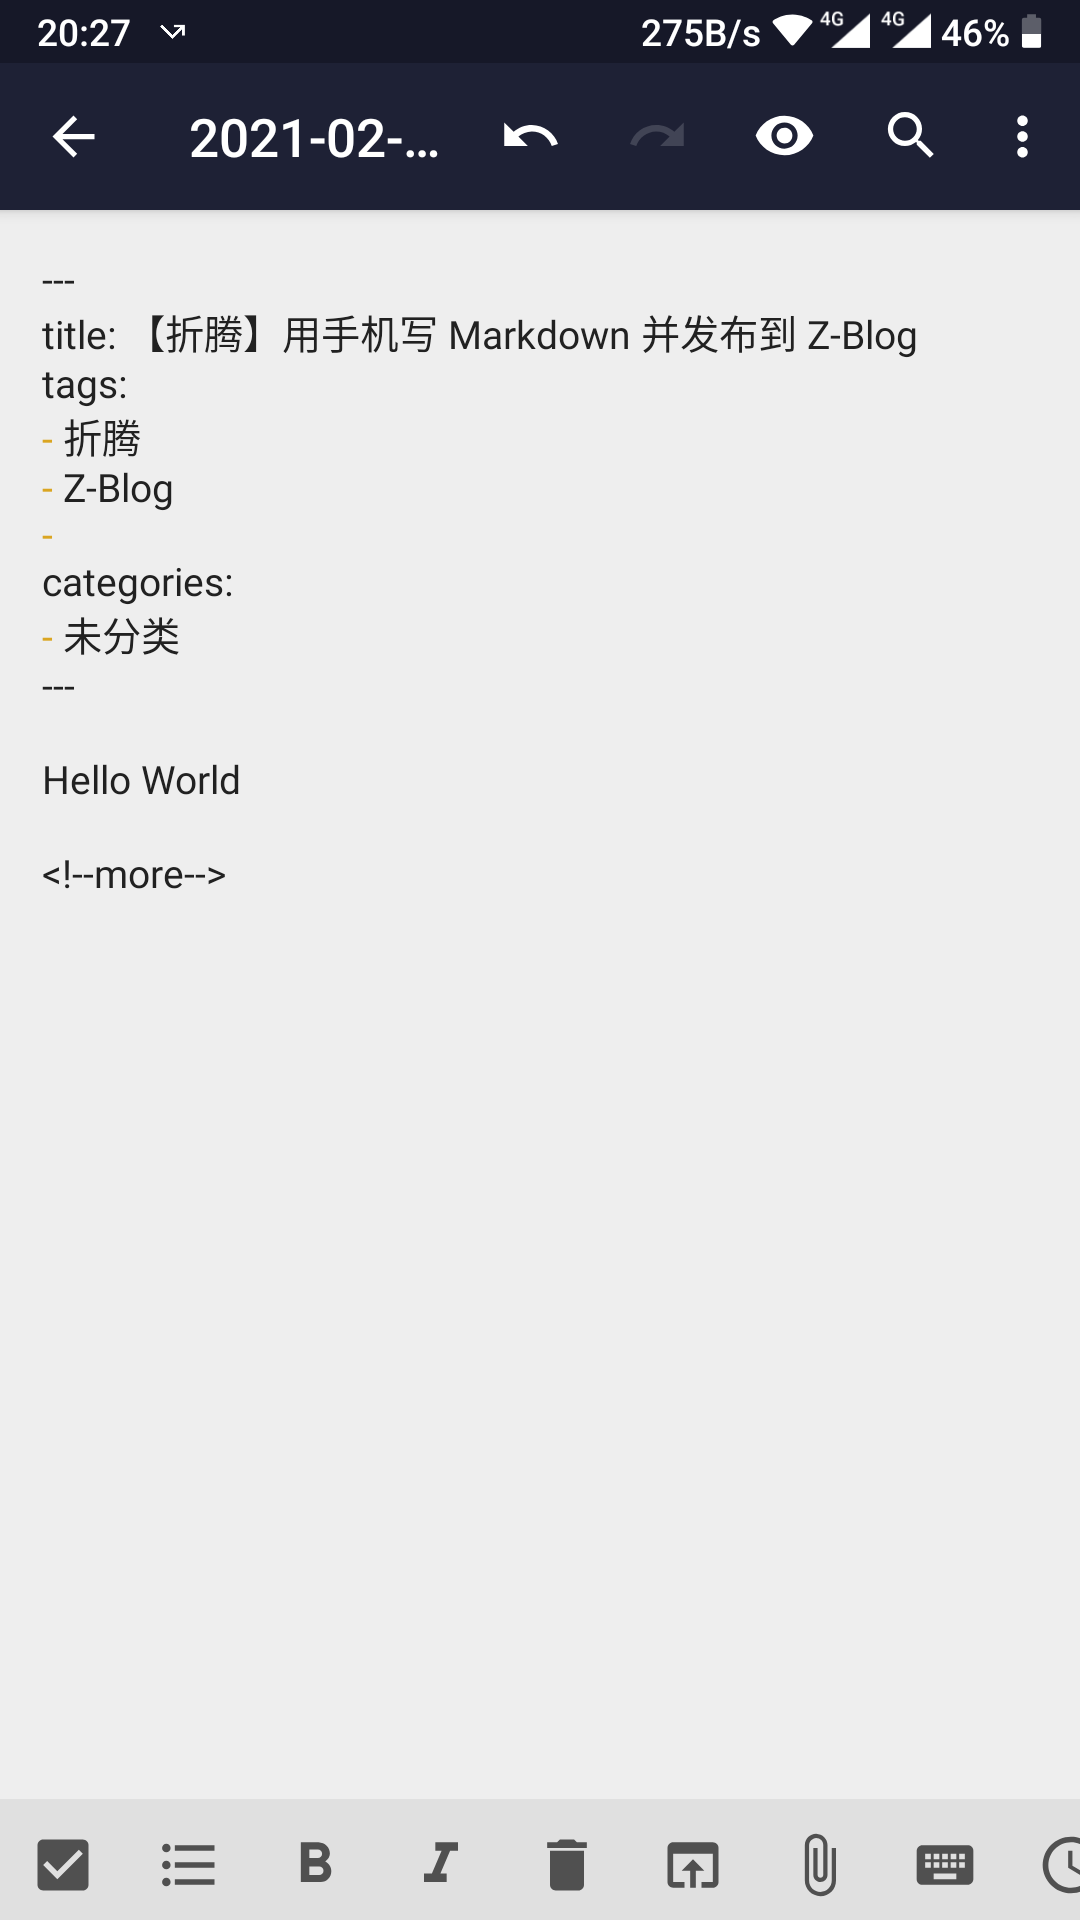 20:27 275B/s 4G 4G 46%
2021-02-...
---
title: 【折腾】用手机写 Markdown 并发布到 Z-Blog
tags:
- 折腾
- Z-Blog
-
categories:
- 未分类
---
Hello World
<!--more-->
B I